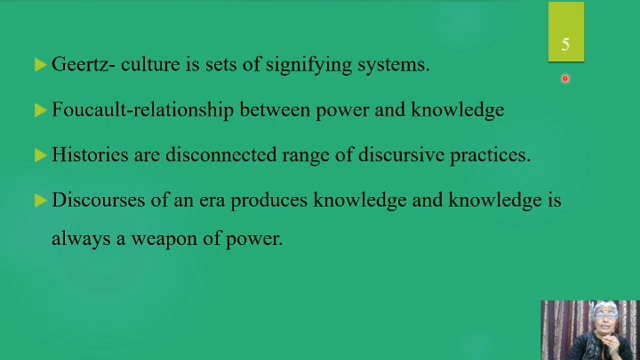 5
Geertz- culture is sets of signifying systems.
Foucault-relationship between power and knowledge
Histories are disconnected range of discursive practices.
Discourses of an era produces knowledge and knowledge is
always a weapon of power.